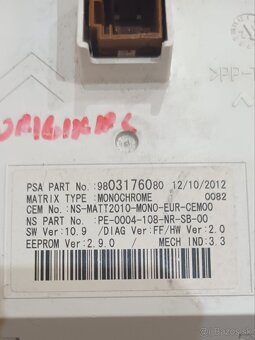 >PP-T
ORIGINAL
PSA PART No.:9803176080 12/10/2012
MATRIX TYPE :MONOCHROME 0082
CEM No.:NS-MATT2010-MONO-EUR-CEM00
NS PART No.:PE-0004-108-NR-SB-00
SW Ver:10.9 /DIAG Ver:FF/HW Ver:2.0
EEPROM Ver:2.9.0 / MECH IND:3.3